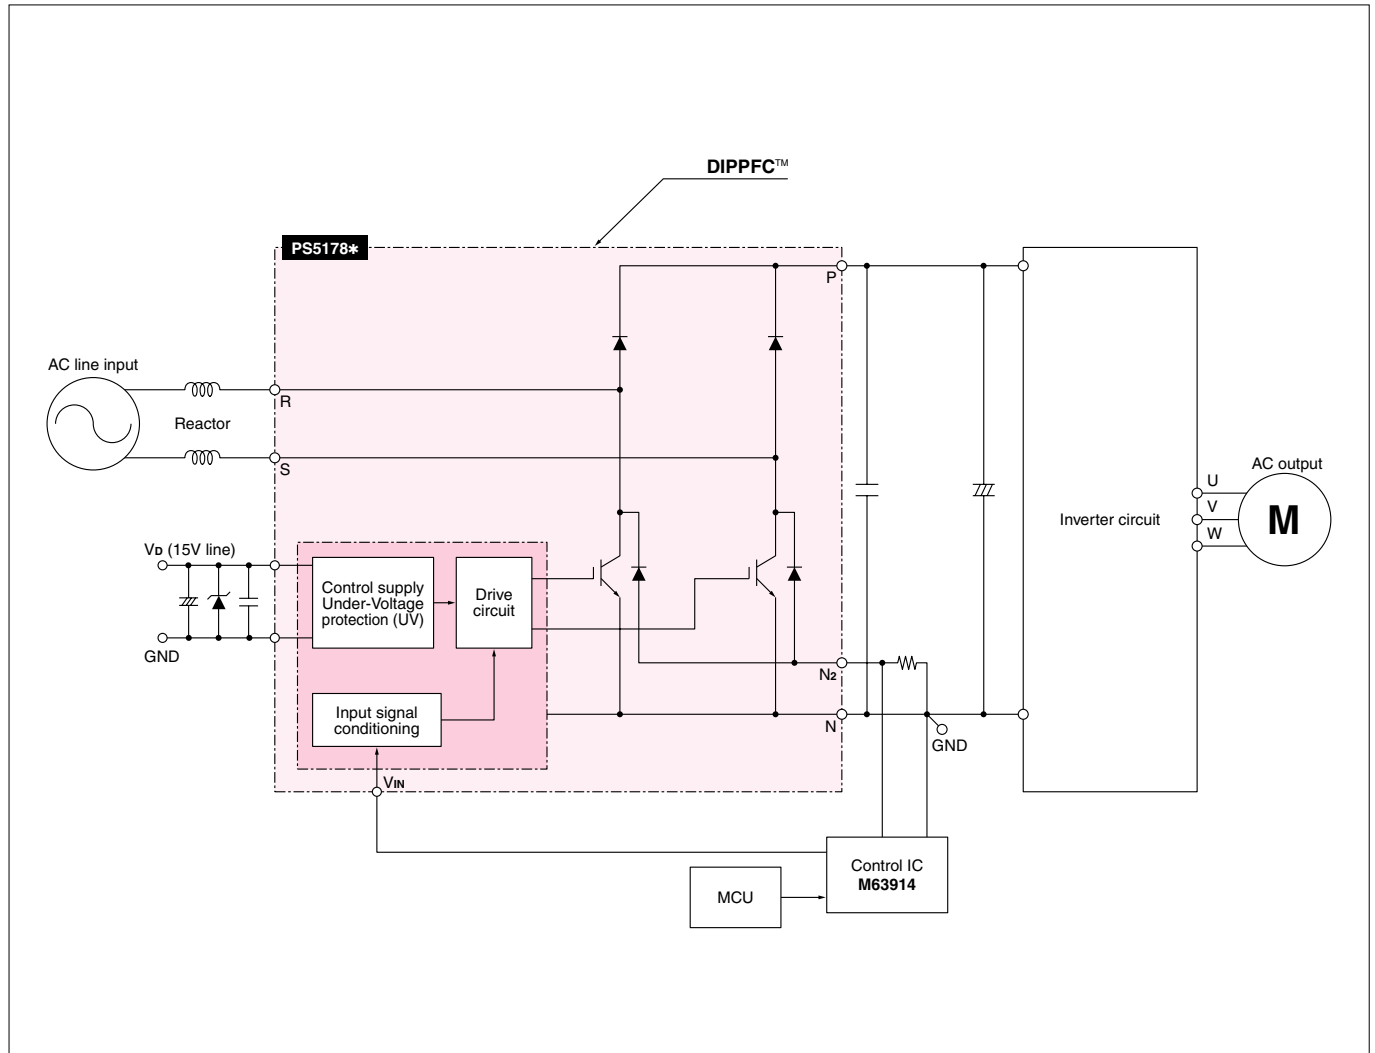 DIPPFC™
PS5178*
P
AC line input
R
Reactor
S
AC output
U
V
W
M
Inverter circuit
VD (15V line)
Control supply
Under-Voltage
protection (UV)
Drive
circuit
GND
N2
Input signal
conditioning
N
GND
VIN
Control IC
M63914
MCU